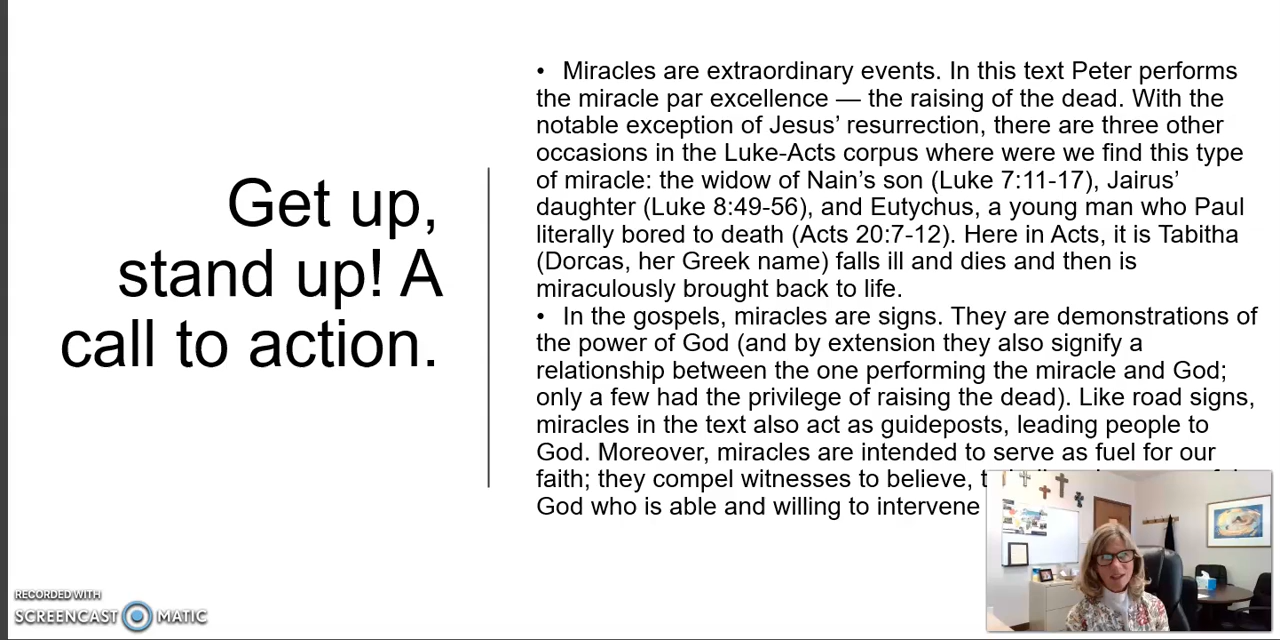 Get up,
stand up! A
call to action.
• Miracles are extraordinary events. In this text Peter performs
the miracle par excellence — the raising of the dead. With the
notable exception of Jesus’ resurrection, there are three other
occasions in the Luke-Acts corpus where were we find this type
of miracle: the widow of Nain’s son (Luke 7:11-17), Jairus’
daughter (Luke 8:49-56), and Eutychus, a young man who Paul
literally bored to death (Acts 20:7-12). Here in Acts, it is Tabitha
(Dorcas, her Greek name) falls ill and dies and then is
miraculously brought back to life.
• In the gospels, miracles are signs. They are demonstrations of
the power of God (and by extension they also signify a
relationship between the one performing the miracle and God;
only a few had the privilege of raising the dead). Like road signs,
miracles in the text also act as guideposts, leading people to
God. Moreover, miracles are intended to serve as fuel for our
faith; they compel witnesses to believe,
God who is able and willing to intervene
RECORDED WITH
SCREENCAST MATIC